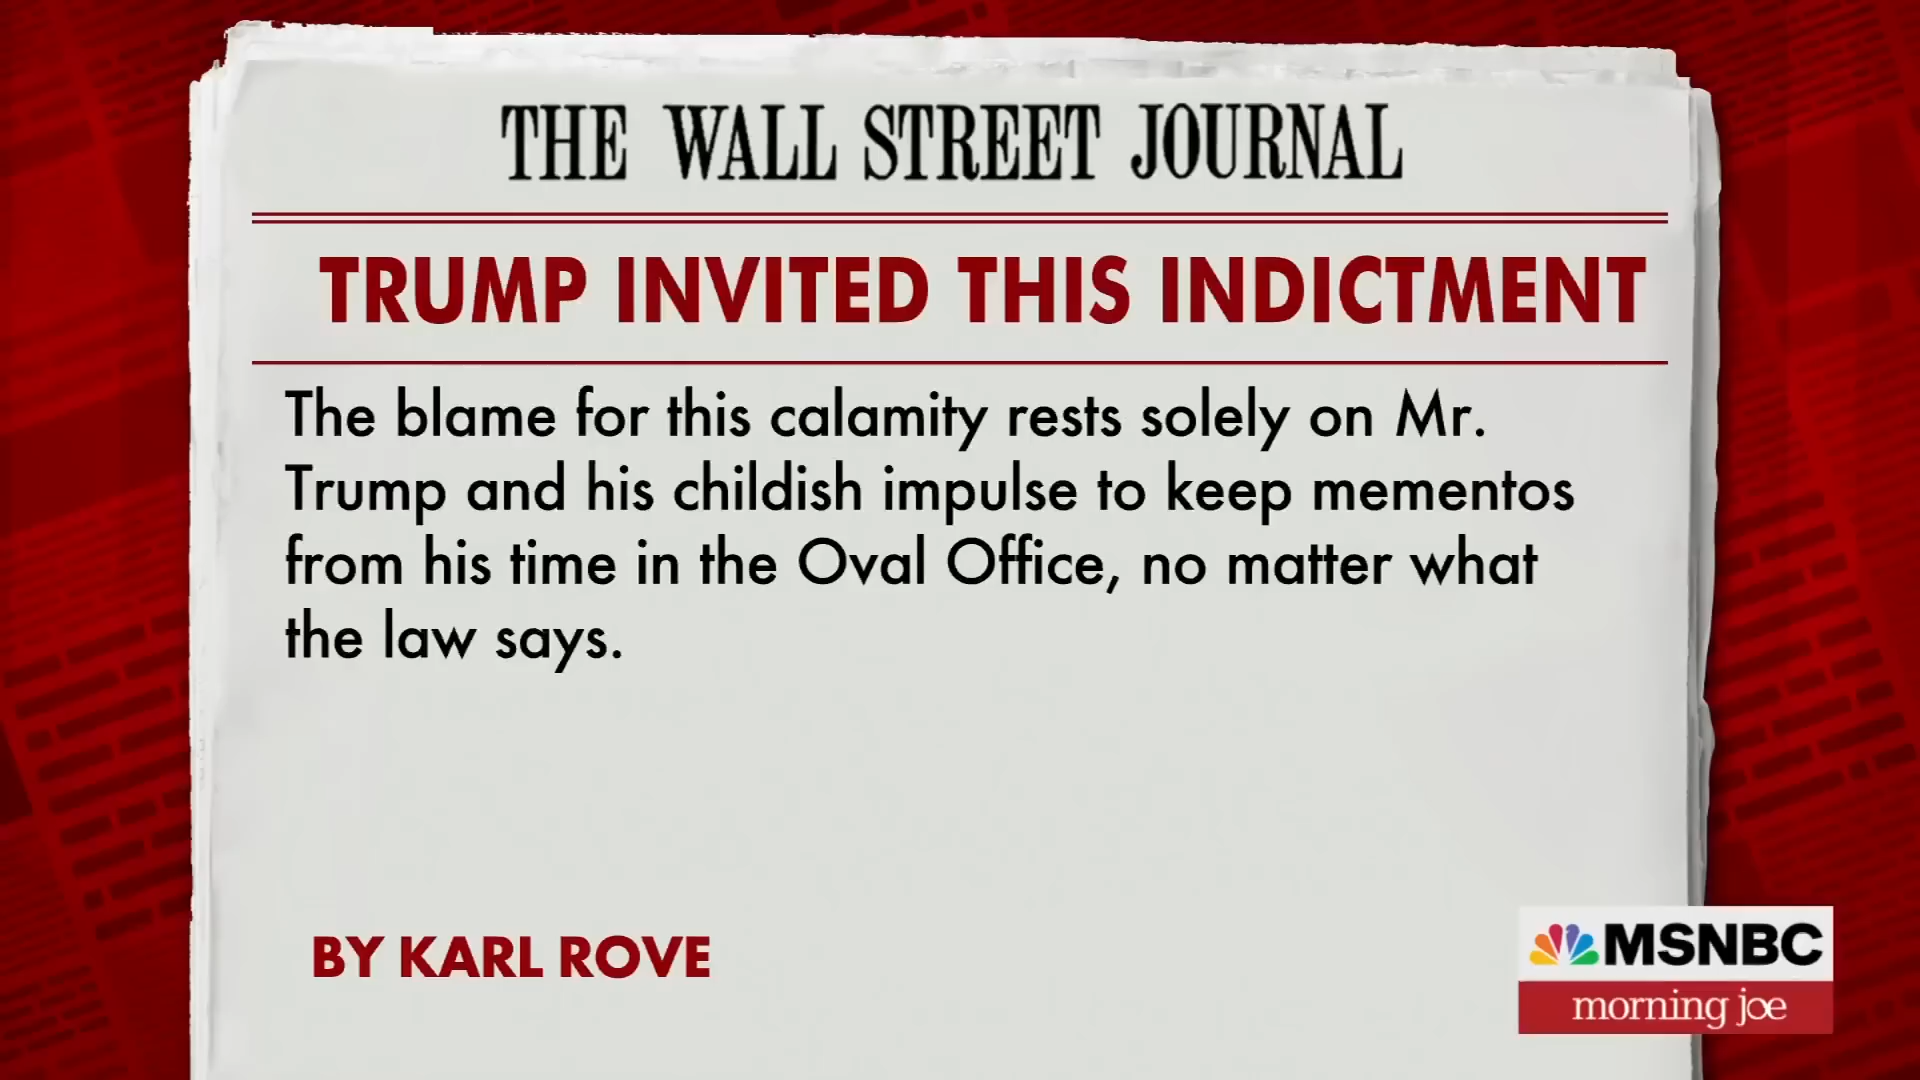 THE WALL STREET JOURNAL
TRUMP INVITED THIS INDICTMENT
The blame for this calamity rests solely on Mr.
Trump and his childish impulse to keep mementos
from his time in the Oval Office, no matter what
the law says.
BY KARL ROVE
MSNBC
morning joe